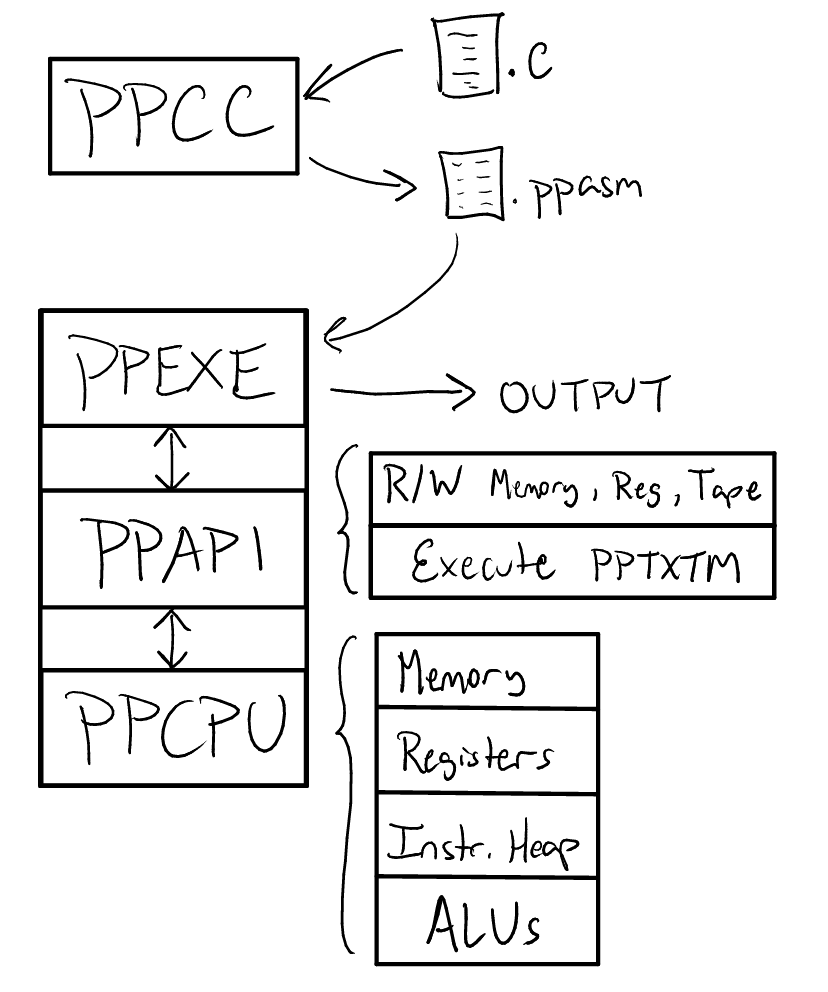 PPCC
.c
.ppasm
PPEXE
OUTPUT
R/W Memory, Reg, Tape
PPAPI
Execute PPTXTM
Memory
PPCPU
Registers
Instr. Heap
ALUs